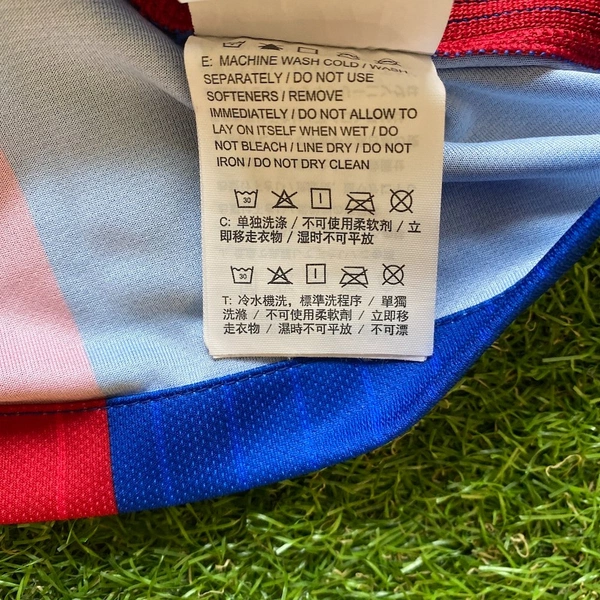 E: MACHINE WASH COLD / WASH
SEPARATELY / DO NOT USE
SOFTENERS / REMOVE
IMMEDIATELY / DO NOT ALLOW TO
LAY ON ITSELF WHEN WET / DO
NOT BLEACH / LINE DRY / DO NOT
IRON / DO NOT DRY CLEAN
30
C: 单独洗涤 / 不可使用柔软剂 / 立
即移走衣物 / 湿时不可平放
30
T: 冷水機洗，標準洗程序 / 單獨
洗滌 / 不可使用柔軟劑 / 立即移
走衣物 / 濕時不可平放 / 不可漂